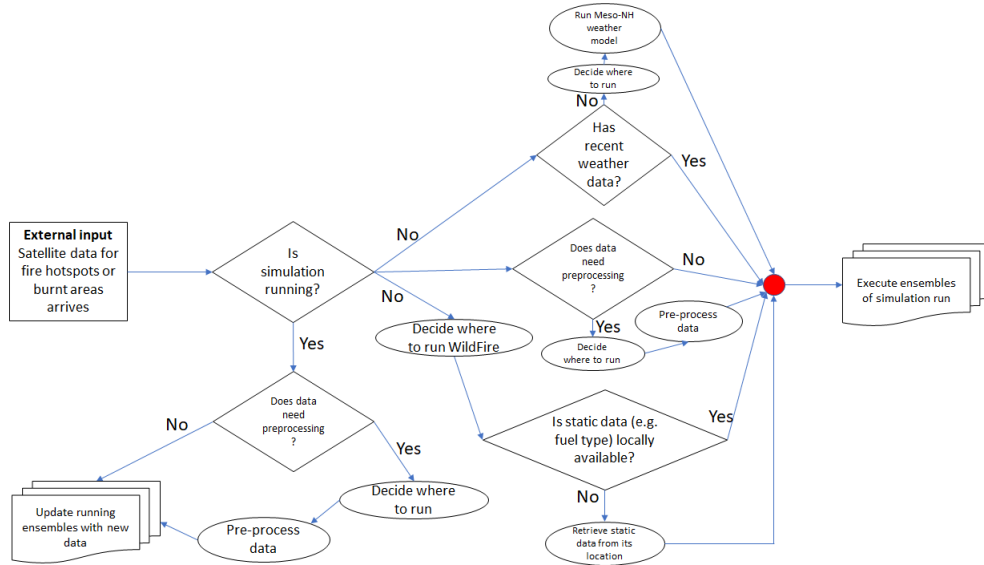 Run Meso-NH
weather
model
Decide where
to run
No
Has
recent
weather
data?
Yes
External input
Satellite data for
fire hotspots or
burnt areas
arrives
Is
simulation
running?
No
No
Yes
Does data
need
preprocessing
?
No
Yes
Decide
where to run
Pre-process
data
Execute ensembles
of simulation run
Decide where
to run WildFire
Is static data (e.g.
fuel type) locally
available?
Yes
No
Retrieve static
data from its
location
Does data
need
preprocessing
?
No
Yes
Decide where
to run
Pre-process
data
Update running
ensembles with new
data